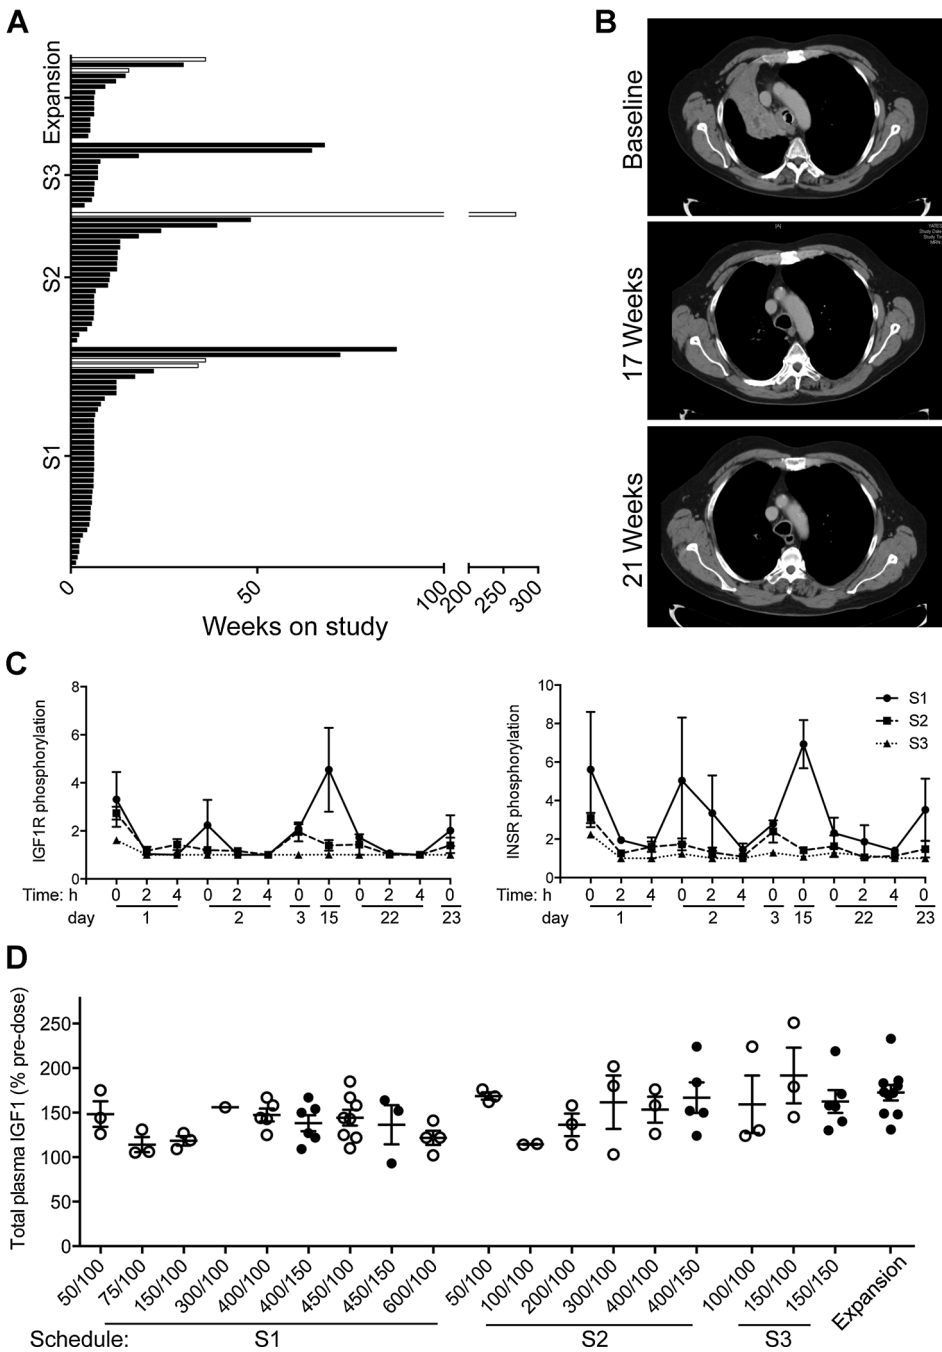 A
Expansion
S3
S2
S1
0
50
100
200
250
300
Weeks on study
B
Baseline
17 Weeks
[A]
YATES
Study Date
Study Tim
MRN:
21 Weeks
C
IGF1R phosphorylation
8
6
4
2
0
Time: h 0 2 4 0 2 4 0 0 0 2 4 0
day 1 2 3 15 22 23
INSR phosphorylation
10
8
6
4
2
0
S1
S2
S3
Time: h 0 2 4 0 2 4 0 0 0 2 4 0
day 1 2 3 15 22 23
D
Total plasma IGF1 (% pre-dose)
250
200
150
100
50
0
50/100 75/100 150/100 300/100 400/100 400/150 450/100 450/150 600/100 50/100 100/100 200/100 300/100 400/100 400/150 100/100 150/100 150/150 Expansion
Schedule: S1 S2 S3